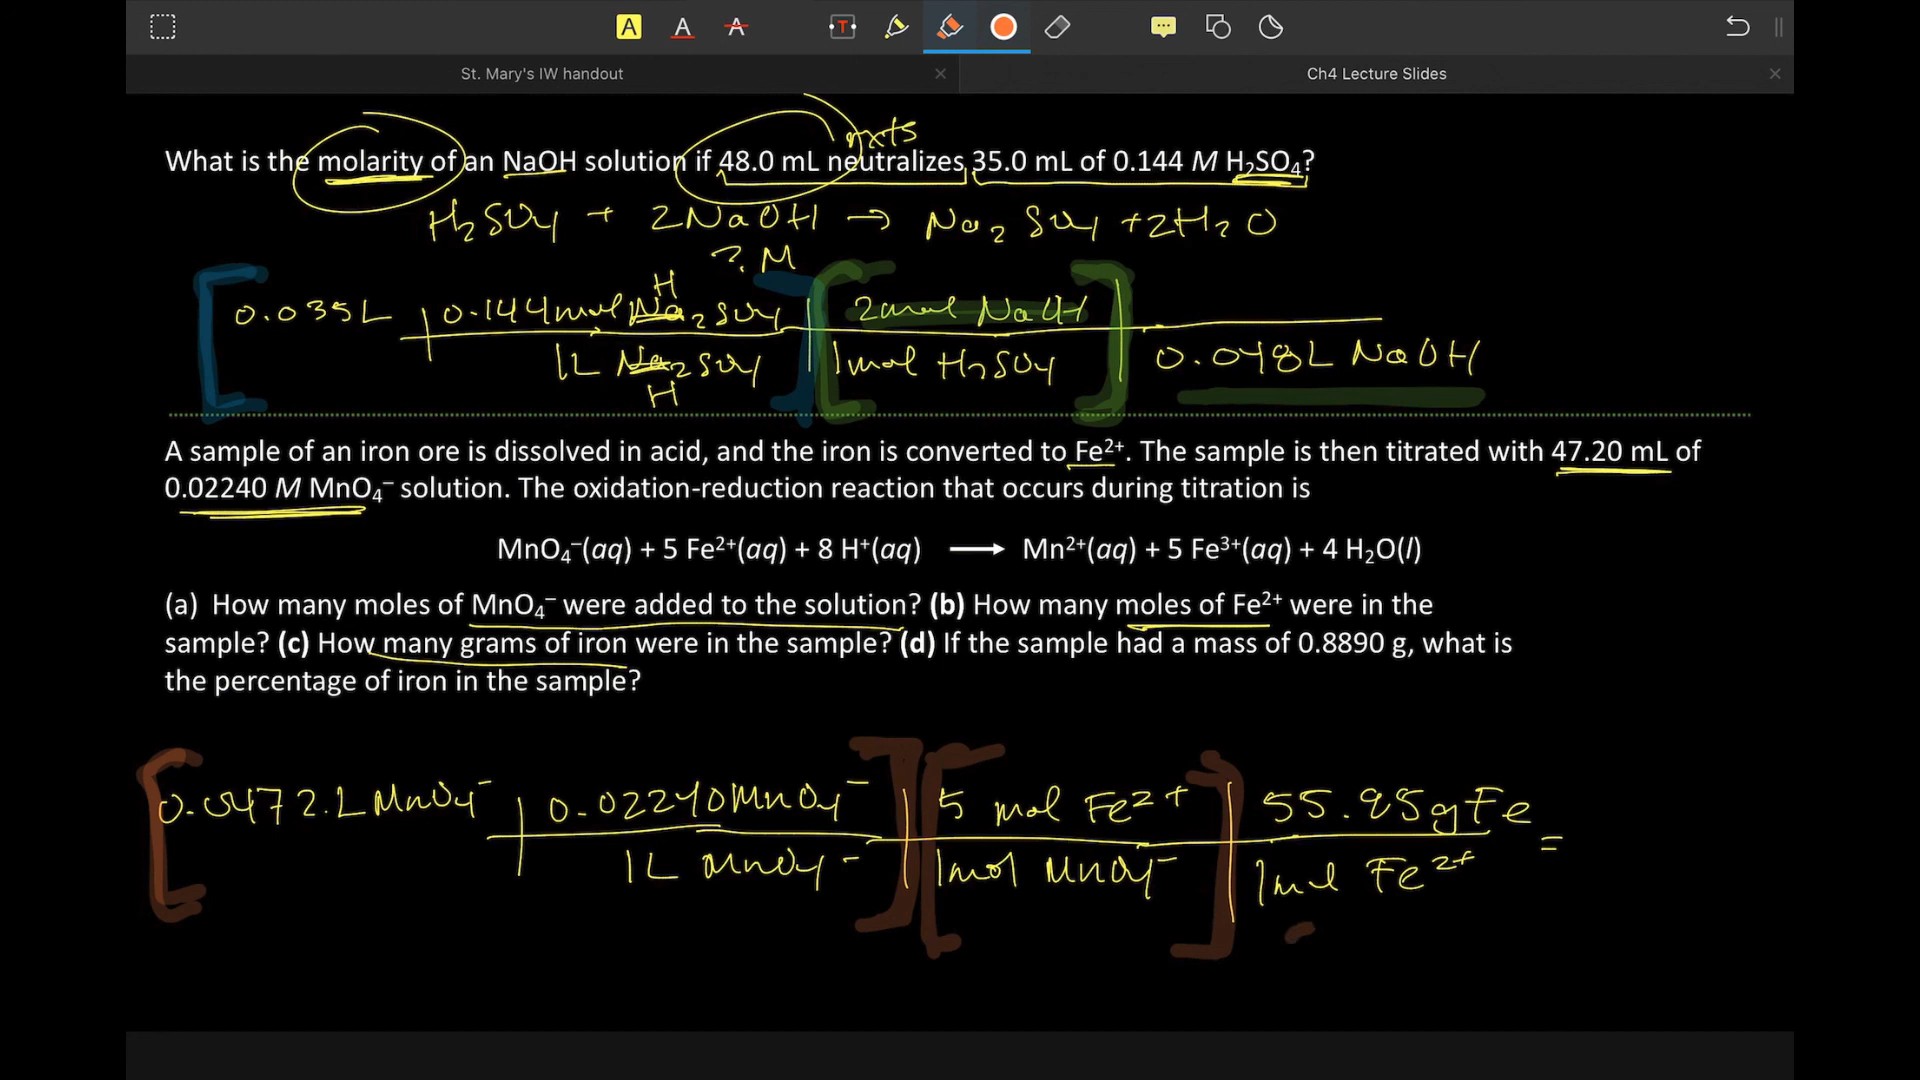 St. Mary's IW handout
Ch4 Lecture Slides
rxts
What is the molarity of an NaOH solution if 48.0 mL neutralizes 35.0 mL of 0.144 M H₂SO₄?
H₂SO₄ + 2NaOH → Na₂SO₄ + 2H₂O
? M
H
0.035L 0.144mol Na₂SO₄ 2mol NaOH
1L Na₂SO₄ 1mol H₂SO₄ 0.048L NaOH
H
A sample of an iron ore is dissolved in acid, and the iron is converted to Fe²⁺. The sample is then titrated with 47.20 mL of
0.02240 M MnO₄⁻ solution. The oxidation-reduction reaction that occurs during titration is
MnO₄⁻(aq) + 5 Fe²⁺(aq) + 8 H⁺(aq) ⟶ Mn²⁺(aq) + 5 Fe³⁺(aq) + 4 H₂O(l)
(a) How many moles of MnO₄⁻ were added to the solution? (b) How many moles of Fe²⁺ were in the
sample? (c) How many grams of iron were in the sample? (d) If the sample had a mass of 0.8890 g, what is
the percentage of iron in the sample?
0.0472.L MnO₄⁻ 0.02240 MnO₄⁻ 5 mol Fe²⁺ 55.85g Fe =
1L MnO₄⁻ 1mol MnO₄⁻ 1mol Fe²⁺